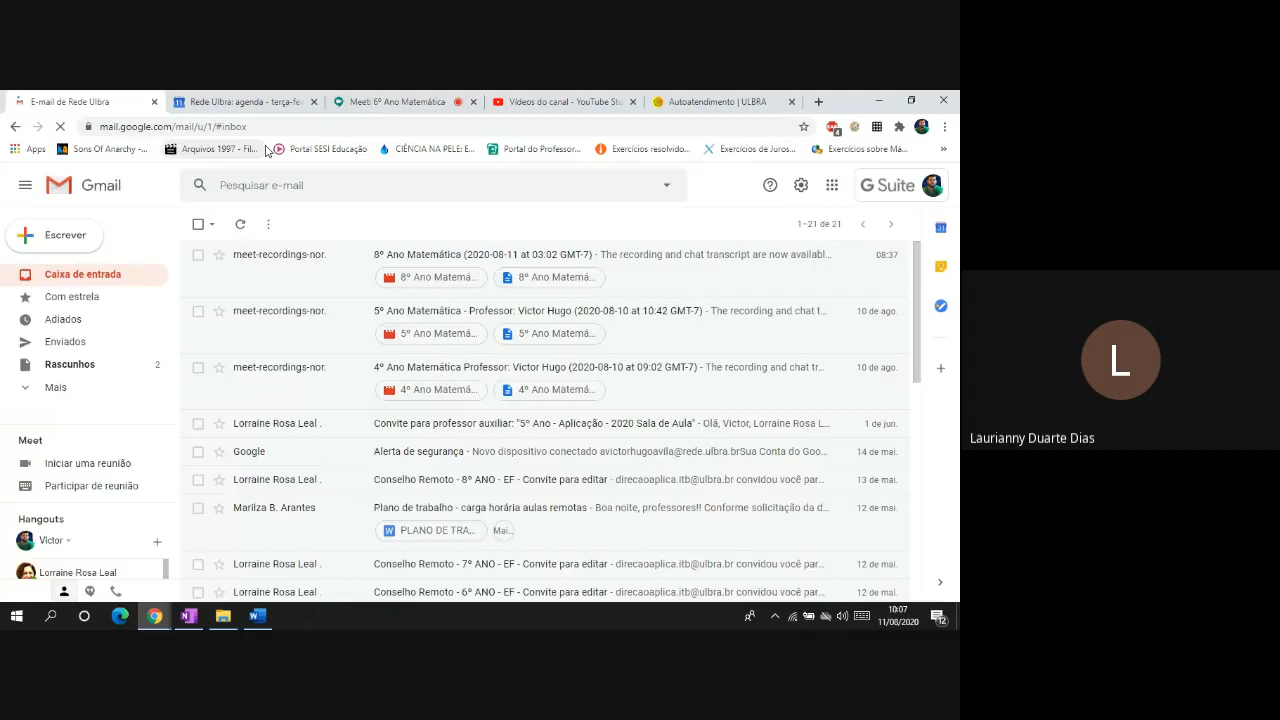 E-mail de Rede Ulbra
Rede Ulbra: agenda - terça-fe
Meet: 6º Ano Matemática
Vídeos do canal - YouTube Stu
Autoatendimento | ULBRA
mail.google.com/mail/u/1/#inbox
4
Apps
Sons Of Anarchy -...
Arquivos 1997 - Fil...
Portal SESI Educação
CIÊNCIA NA PELE: E...
Portal do Professor...
Exercícios resolvido...
Exercícios de Juros...
Exercícios sobre Má...
Gmail
Pesquisar e-mail
G Suite
Escrever
1–21 de 21
Caixa de entrada
Com estrela
Adiados
Enviados
Rascunhos 2
Mais
Meet
Iniciar uma reunião
Participar de reunião
Hangouts
Victor
Lorraine Rosa Leal
meet-recordings-nor. 8º Ano Matemática (2020-08-11 at 03:02 GMT-7) - The recording and chat transcript are now availabl... 08:37
8º Ano Matemá... 8º Ano Matemá...
meet-recordings-nor. 5º Ano Matemática - Professor: Victor Hugo (2020-08-10 at 10:42 GMT-7) - The recording and chat t... 10 de ago.
5º Ano Matemá... 5º Ano Matemá...
meet-recordings-nor. 4º Ano Matemática Professor: Victor Hugo (2020-08-10 at 09:02 GMT-7) - The recording and chat tr... 10 de ago.
4º Ano Matemá... 4º Ano Matemá...
Lorraine Rosa Leal . Convite para professor auxiliar: "5º Ano - Aplicação - 2020 Sala de Aula" - Olá, Victor, Lorraine Rosa L... 1 de jun.
Google Alerta de segurança - Novo dispositivo conectado avictorhugoavila@rede.ulbra.brSua Conta do Goo... 14 de mai.
Lorraine Rosa Leal . Conselho Remoto - 8º ANO - EF - Convite para editar - direcaoaplica.itb@ulbra.br convidou você par... 13 de mai.
Marilza B. Arantes Plano de trabalho - carga horária aulas remotas - Boa noite, professores!! Conforme solicitação da d... 12 de mai.
PLANO DE TRA... Mai...
Lorraine Rosa Leal . Conselho Remoto - 7º ANO - EF - Convite para editar - direcaoaplica.itb@ulbra.br convidou você par... 12 de mai.
Lorraine Rosa Leal . Conselho Remoto - 6º ANO - EF - Convite para editar - direcaoaplica.itb@ulbra.br convidou você par... 12 de mai.
31
10:07
11/08/2020
12
L
Laurianny Duarte Dias